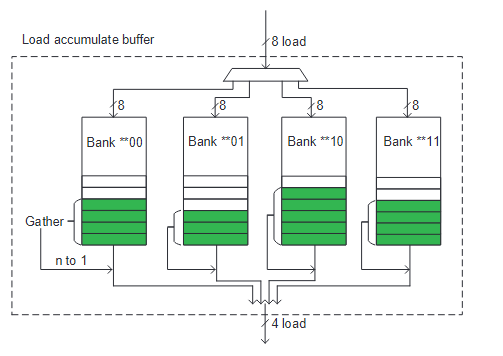 Load accumulate buffer
8 load
8
8
8
8
Bank **00
Bank **01
Bank **10
Bank **11
Gather
n to 1
4 load